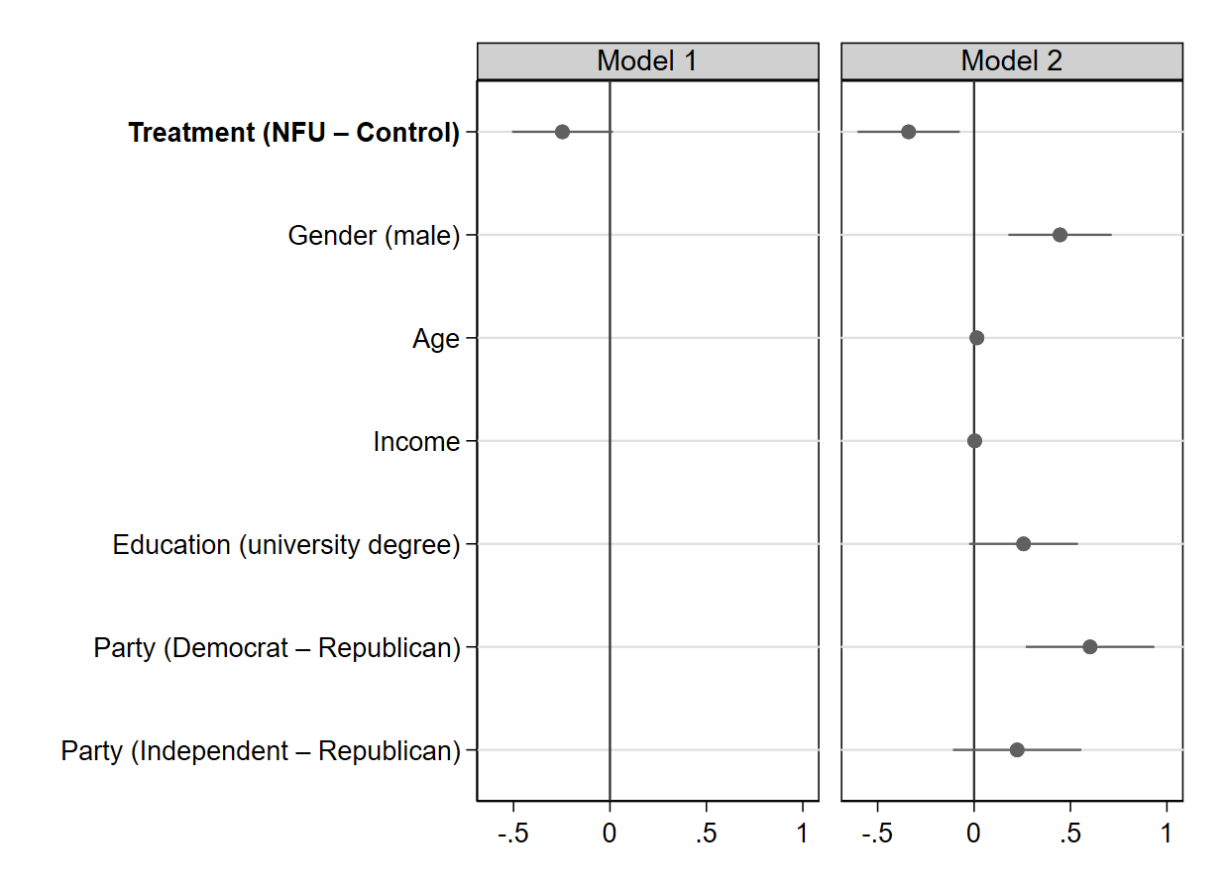 Model 1
Model 2
Treatment (NFU – Control)
Gender (male)
Age
Income
Education (university degree)
Party (Democrat – Republican)
Party (Independent – Republican)
-.5 0 .5 1
-.5 0 .5 1